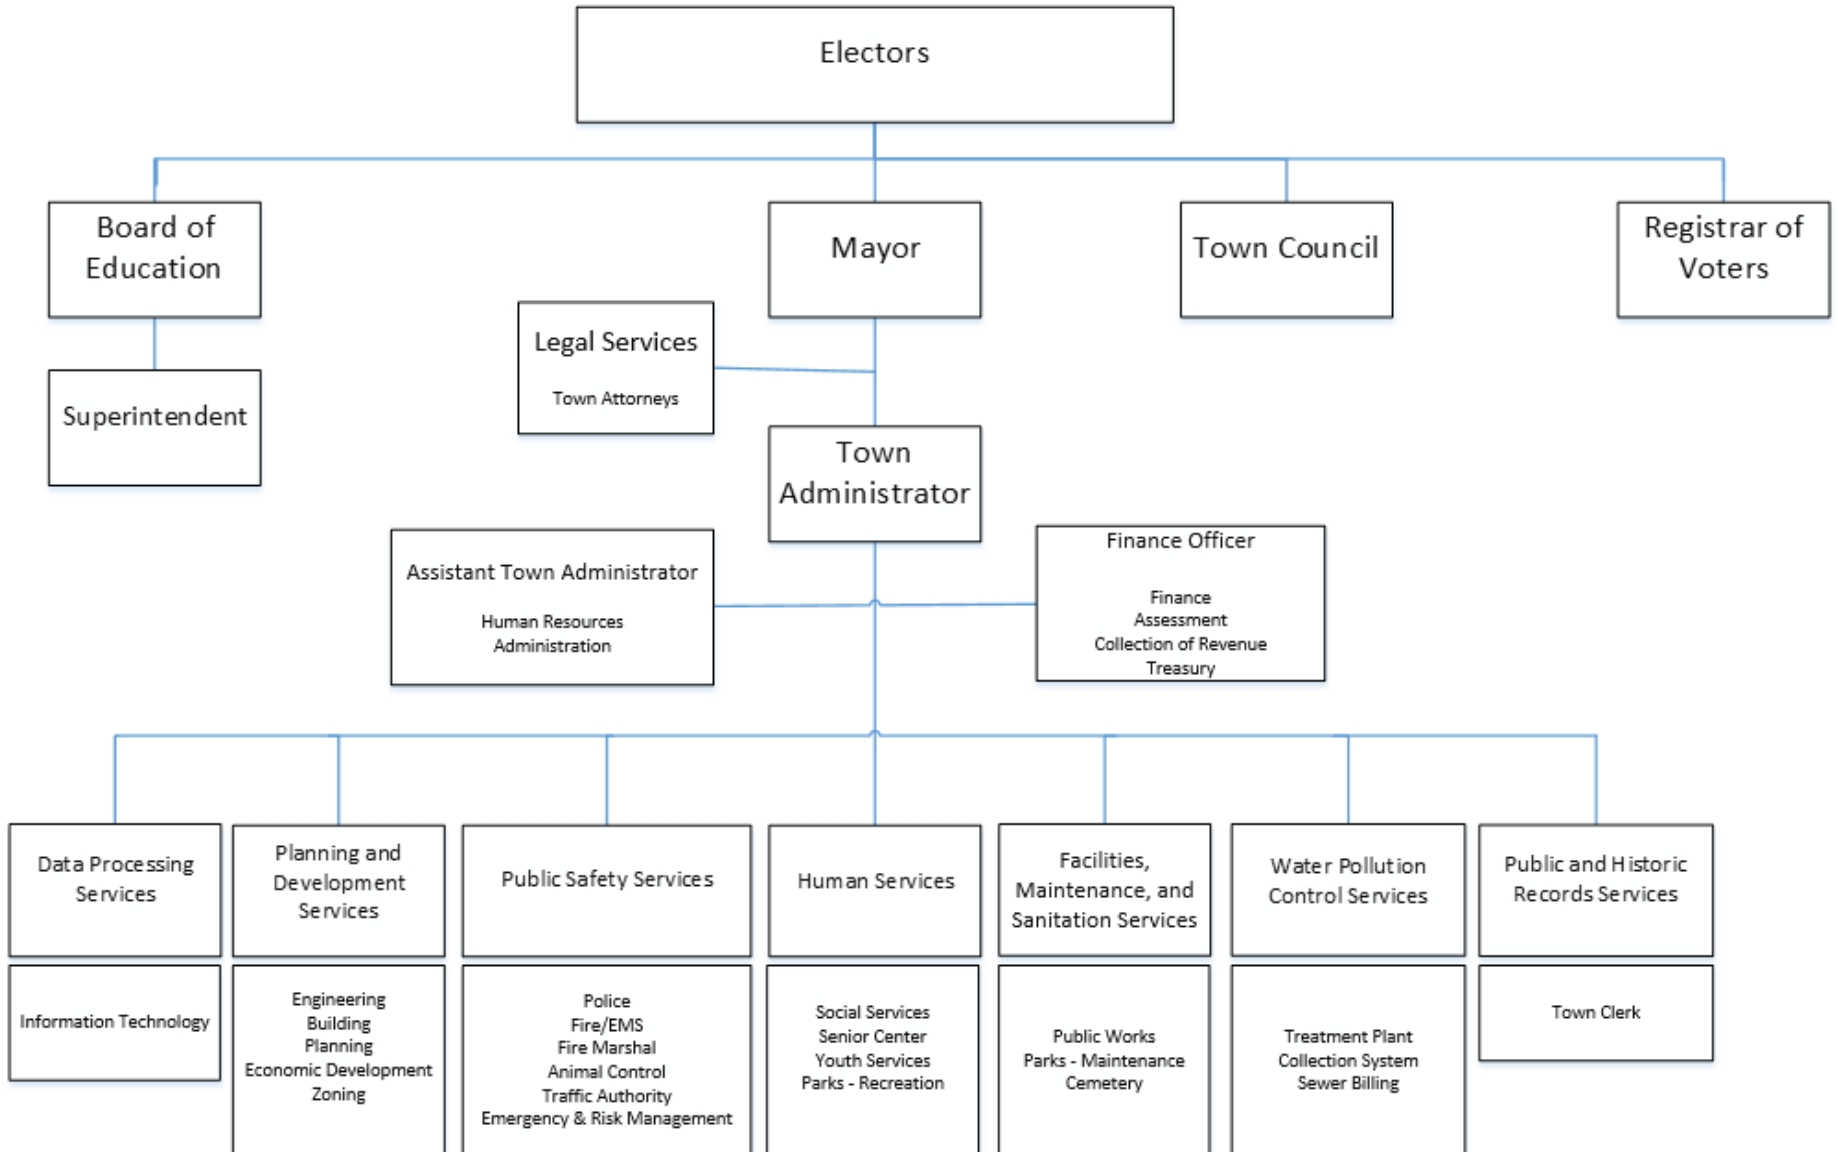 Electors
Board of
Education
Mayor
Town Council
Registrar of
Voters
Legal Services
Town Attorneys
Superintendent
Town
Administrator
Assistant Town Administrator
Human Resources
Administration
Finance Officer
Finance
Assessment
Collection of Revenue
Treasury
Data Processing
Services
Planning and
Development
Services
Public Safety Services
Human Services
Facilities,
Maintenance, and
Sanitation Services
Water Pollution
Control Services
Public and Historic
Records Services
Information Technology
Engineering
Building
Planning
Economic Development
Zoning
Police
Fire/EMS
Fire Marshal
Animal Control
Traffic Authority
Emergency & Risk Management
Social Services
Senior Center
Youth Services
Parks - Recreation
Public Works
Parks - Maintenance
Cemetery
Treatment Plant
Collection System
Sewer Billing
Town Clerk